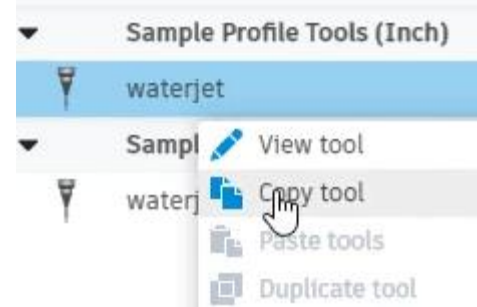 Sample Profile Tools (Inch)
waterjet
Sampl
View tool
waterj
Copy tool
Paste tools
Duplicate tool